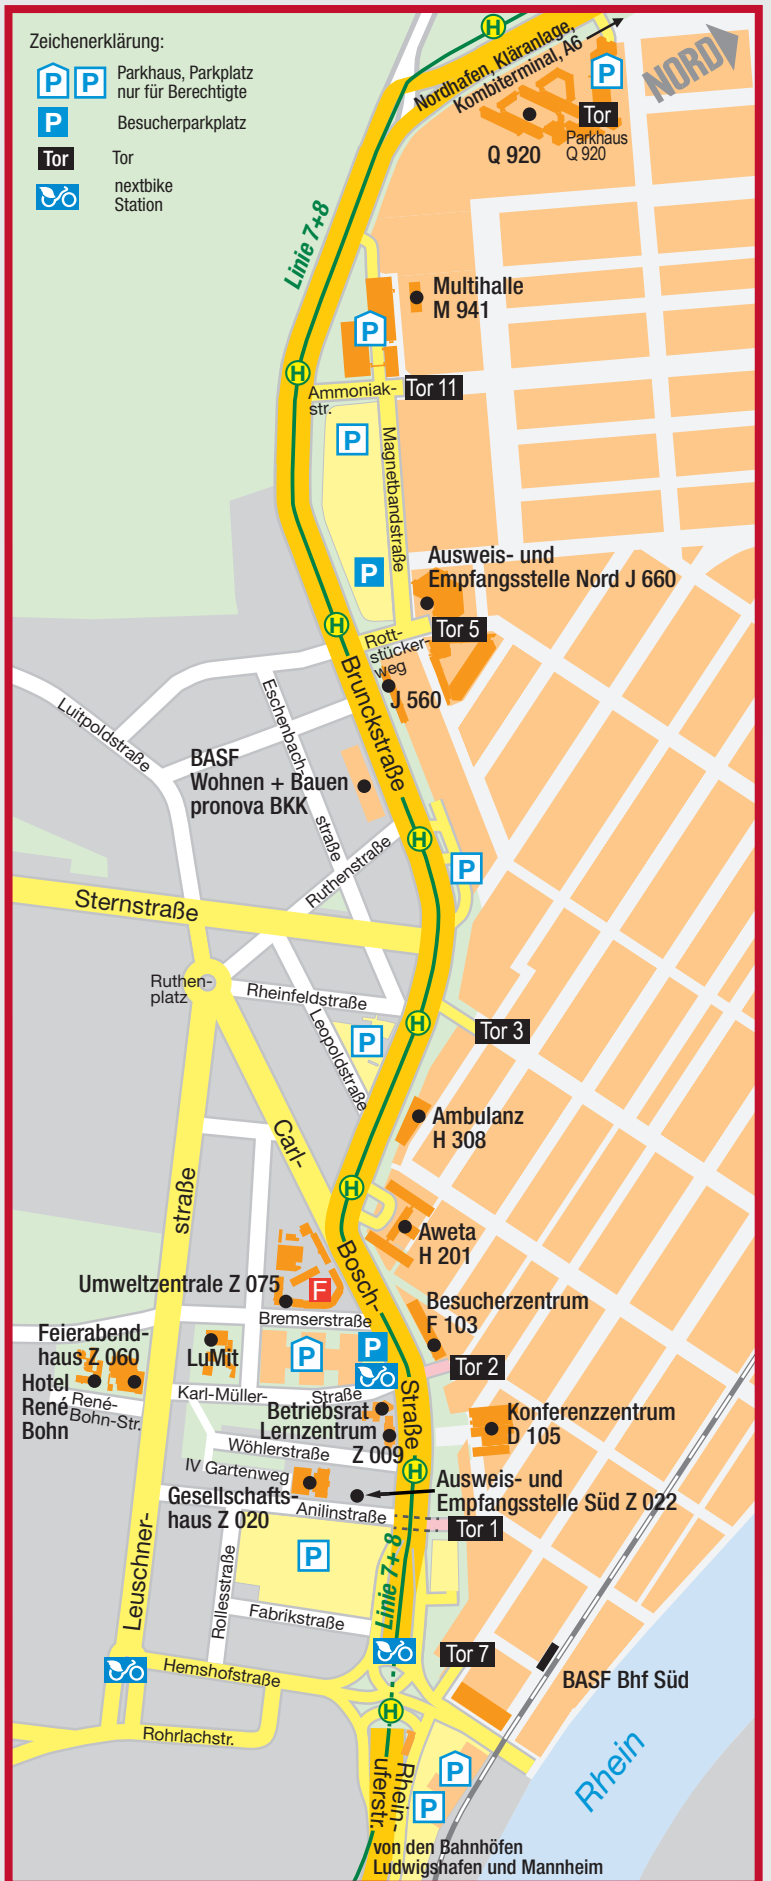 Zeichenerklärung:
P P Parkhaus, Parkplatz
nur für Berechtigte
P Besucherparkplatz
Tor Tor
nextbike
Station
H
Nordhafen, Kläranlage,
Kombiterminal, A6
NORD
P
Tor
Parkhaus
Q 920
Q 920
Linie 7+8
Multihalle
M 941
P
H
Ammoniak-
str.
Tor 11
P
Magnetbandstraße
P
Ausweis- und
Empfangsstelle Nord J 660
H
Tor 5
Rott-
stücker-
weg
J 560
Brunckstraße
Luitpoldstraße
Eschenbach-
straße
BASF
Wohnen + Bauen
pronova BKK
H
Ruthenstraße
P
Sternstraße
Ruthen-
platz
Rheinfeldstraße
Leopoldstraße
P
H
Tor 3
Ambulanz
H 308
Carl-
straße
H
Aweta
H 201
Bosch-
Umweltzentrale Z 075
F
Bremserstraße
Besucherzentrum
F 103
Feierabend-
haus Z 060
LuMit
P
P
Tor 2
Hotel
René
Bohn
René-
Bohn-Str.
Karl-Müller-
Straße
Straße
Betriebsrat
Lernzentrum
Z 009
Konferenzzentrum
D 105
Wöhlerstraße
IV Gartenweg
H
Gesellschafts-
haus Z 020
Ausweis- und
Empfangsstelle Süd Z 022
Anilinstraße
Tor 1
P
Linie 7+ 8
Leuschner-
Rollesstraße
Fabrikstraße
Tor 7
Hemshofstraße
BASF Bhf Süd
H
Rohrlachstr.
Rhein-
uferstr.
P
P
Rhein
von den Bahnhöfen
Ludwigshafen und Mannheim